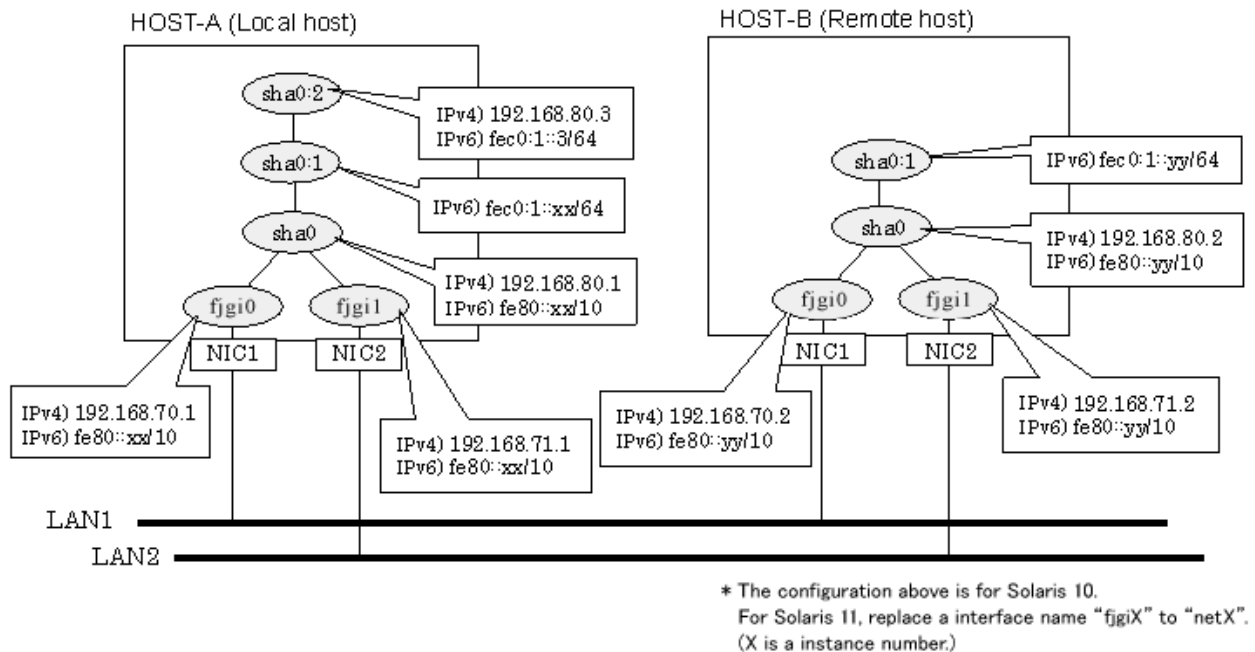 HOST-A (Local host)
sha0:2
IPv4) 192.168.80.3
IPv6) fec0:1::3/64
sha0:1
IPv6) fec0:1::xx/64
sha0
IPv4) 192.168.80.1
IPv6) fe80::xx/10
fjgi0
fjgi1
NIC1
NIC2
IPv4) 192.168.70.1
IPv6) fe80::xx/10
IPv4) 192.168.71.1
IPv6) fe80::xx/10
HOST-B (Remote host)
sha0:1
IPv6) fec0:1::yy/64
sha0
IPv4) 192.168.80.2
IPv6) fe80::yy/10
fjgi0
fjgi1
NIC1
NIC2
IPv4) 192.168.70.2
IPv6) fe80::yy/10
IPv4) 192.168.71.2
IPv6) fe80::yy/10
LAN1
LAN2
* The configuration above is for Solaris 10.
For Solaris 11, replace a interface name “fjgiX” to “netX”.
(X is a instance number.)